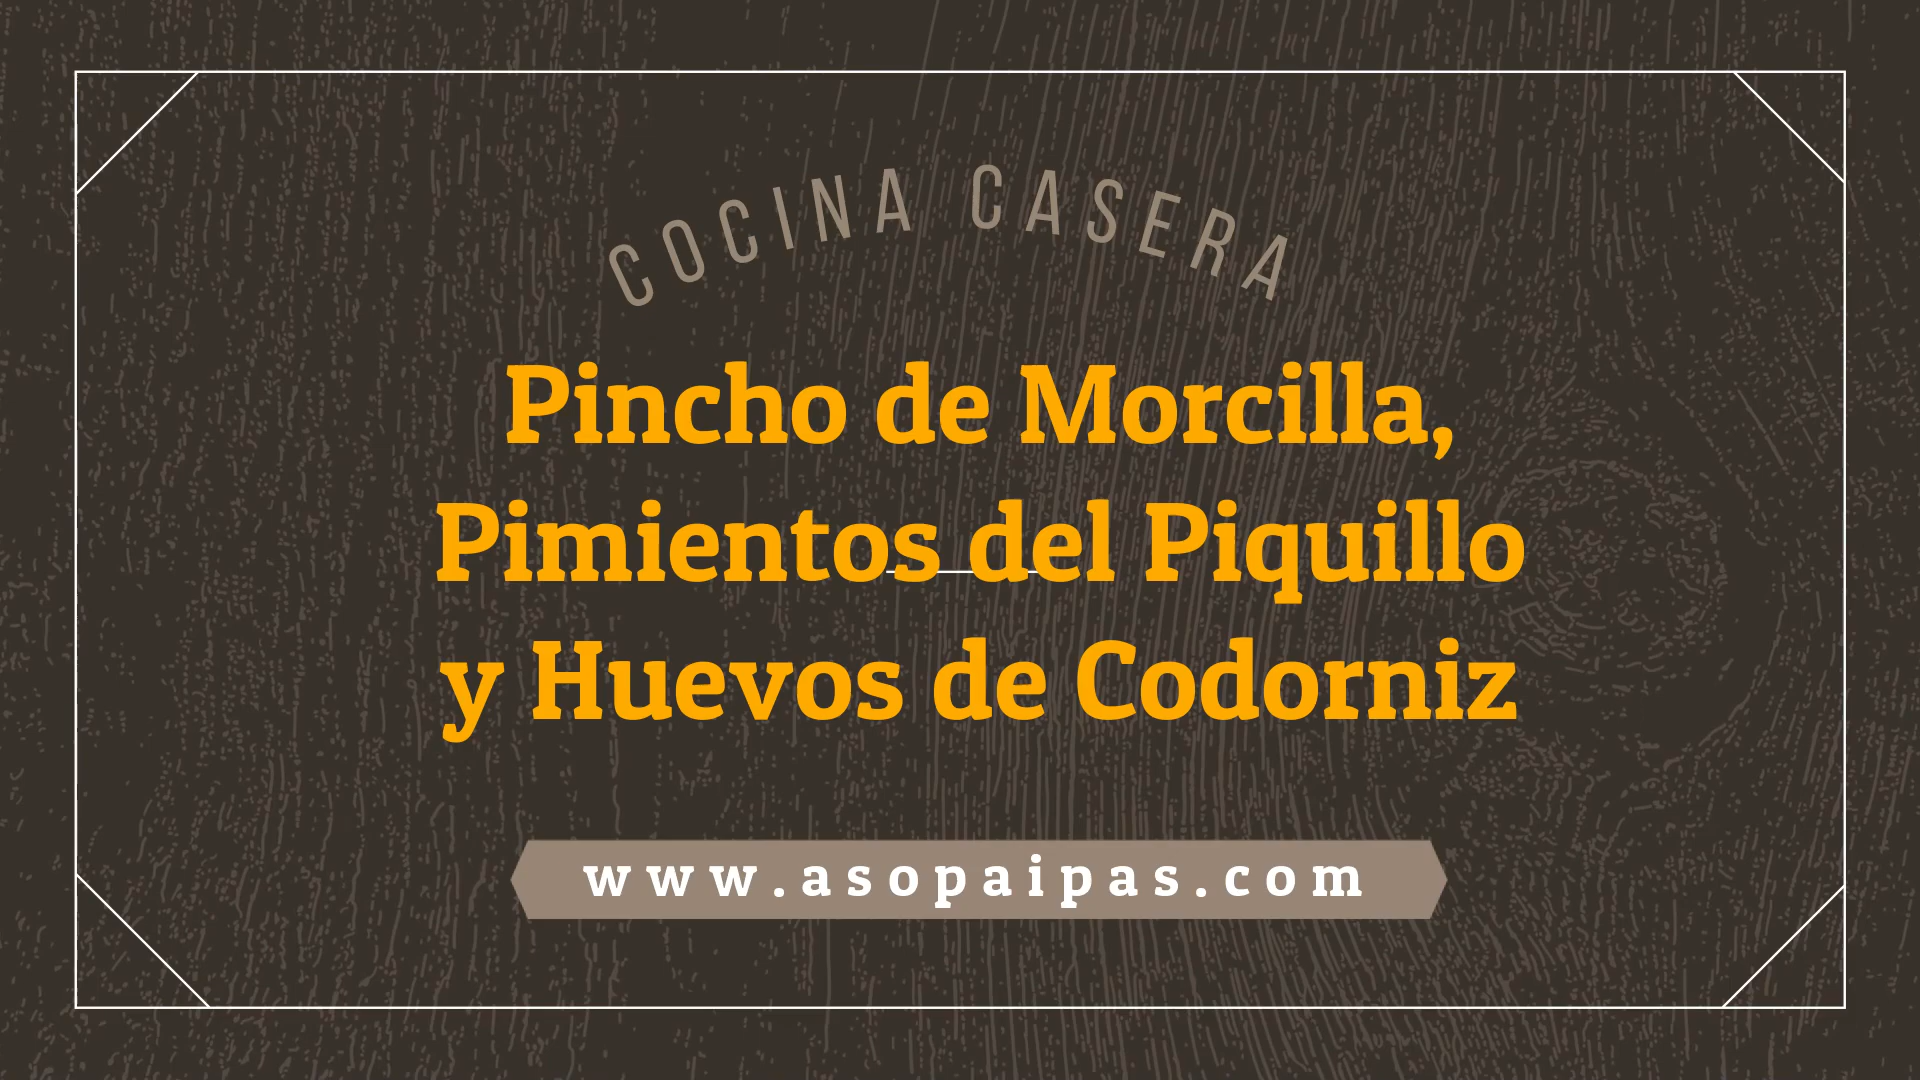 COCINA CASERA
Pincho de Morcilla,
Pimientos del Piquillo
y Huevos de Codorniz
www.asopaipas.com